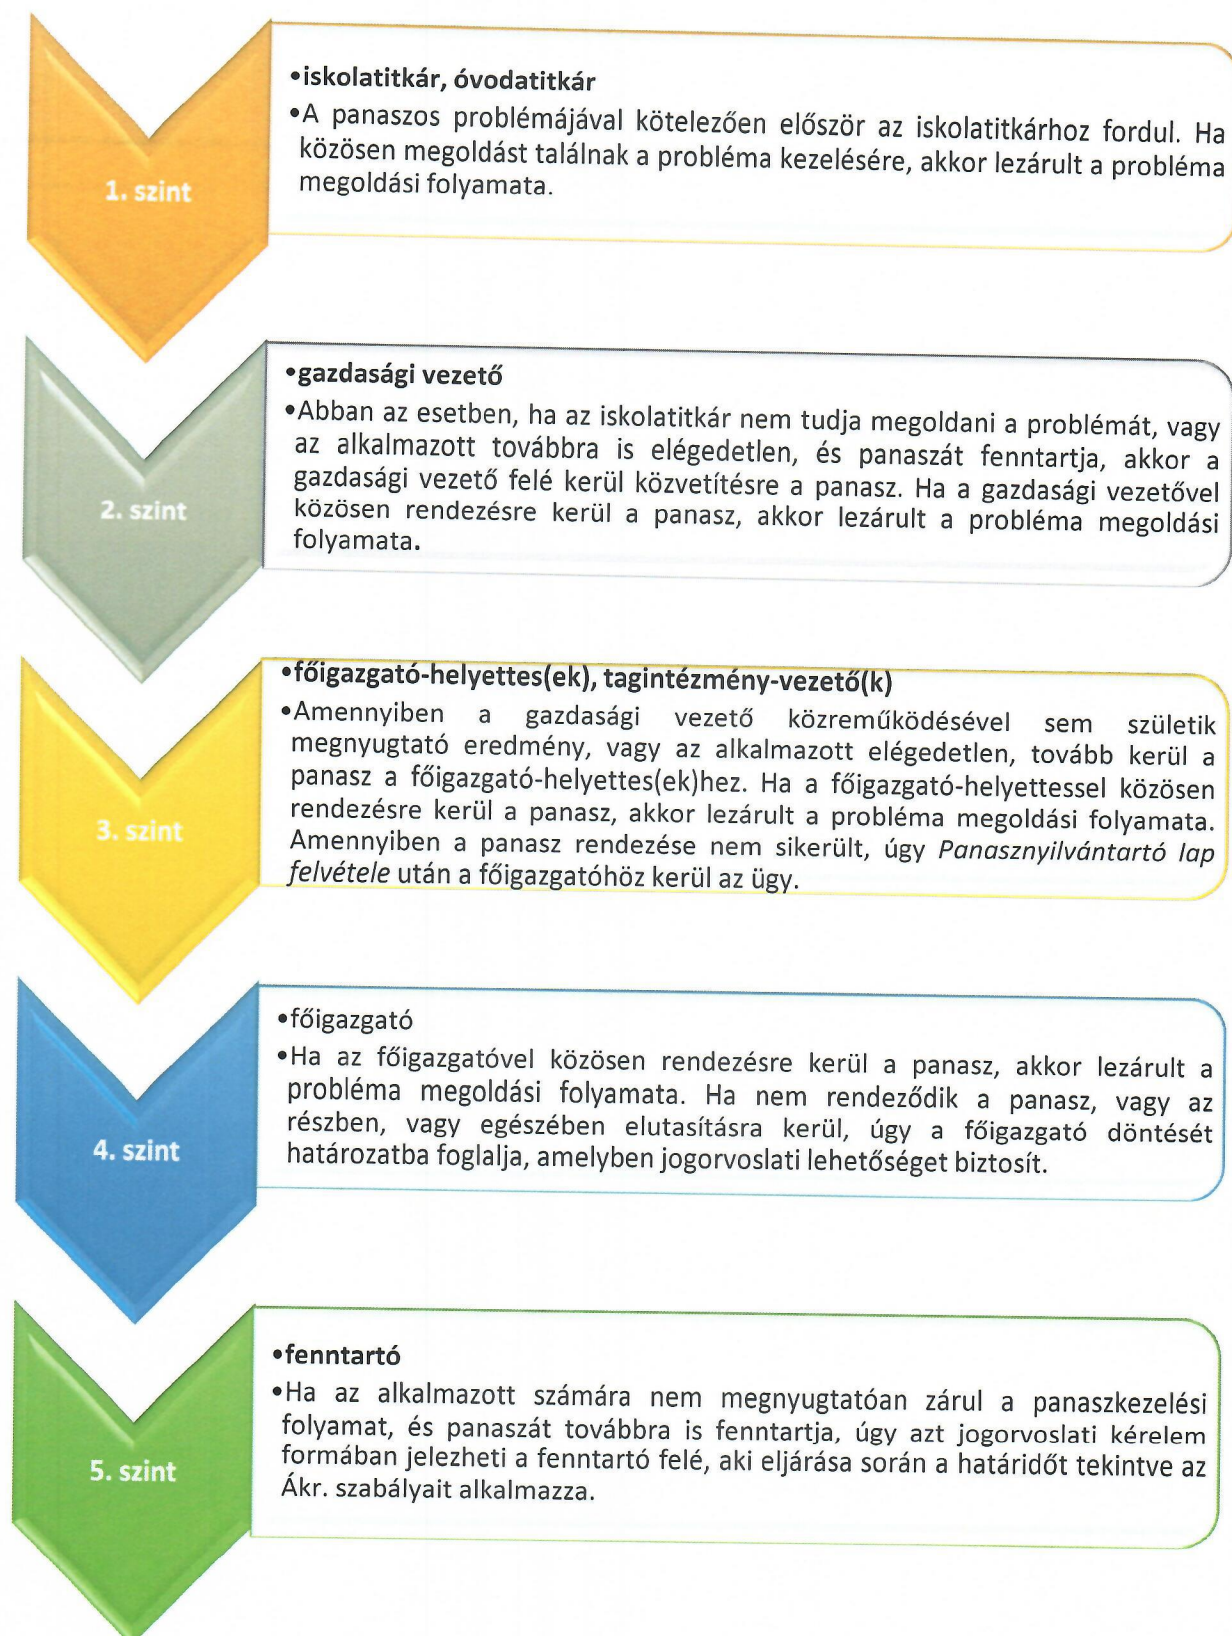 1. szint
•iskolatitkár, óvodatitkár
•A panaszos problémájával kötelezően először az iskolatitkárhoz fordul. Ha
közösen megoldást találnak a probléma kezelésére, akkor lezárult a probléma
megoldási folyamata.
2. szint
•gazdasági vezető
•Abban az esetben, ha az iskolatitkár nem tudja megoldani a problémát, vagy
az alkalmazott továbbra is elégedetlen, és panaszát fenntartja, akkor a
gazdasági vezető felé kerül közvetítésre a panasz. Ha a gazdasági vezetővel
közösen rendezésre kerül a panasz, akkor lezárult a probléma megoldási
folyamata.
3. szint
•főigazgató-helyettes(ek), tagintézmény-vezető(k)
•Amennyiben a gazdasági vezető közreműködésével sem születik
megnyugtató eredmény, vagy az alkalmazott elégedetlen, tovább kerül a
panasz a főigazgató-helyettes(ek)hez. Ha a főigazgató-helyettessel közösen
rendezésre kerül a panasz, akkor lezárult a probléma megoldási folyamata.
Amennyiben a panasz rendezése nem sikerült, úgy Panasznyilvántartó lap
felvétele után a főigazgatóhöz kerül az ügy.
4. szint
•főigazgató
•Ha az főigazgatóvel közösen rendezésre kerül a panasz, akkor lezárult a
probléma megoldási folyamata. Ha nem rendeződik a panasz, vagy az
részben, vagy egészében elutasításra kerül, úgy a főigazgató döntését
határozatba foglalja, amelyben jogorvoslati lehetőséget biztosít.
5. szint
•fenntartó
•Ha az alkalmazott számára nem megnyugtatóan zárul a panaszkezelési
folyamat, és panaszát továbbra is fenntartja, úgy azt jogorvoslati kérelem
formában jelezheti a fenntartó felé, aki eljárása során a határidőt tekintve az
Ákr. szabályait alkalmazza.